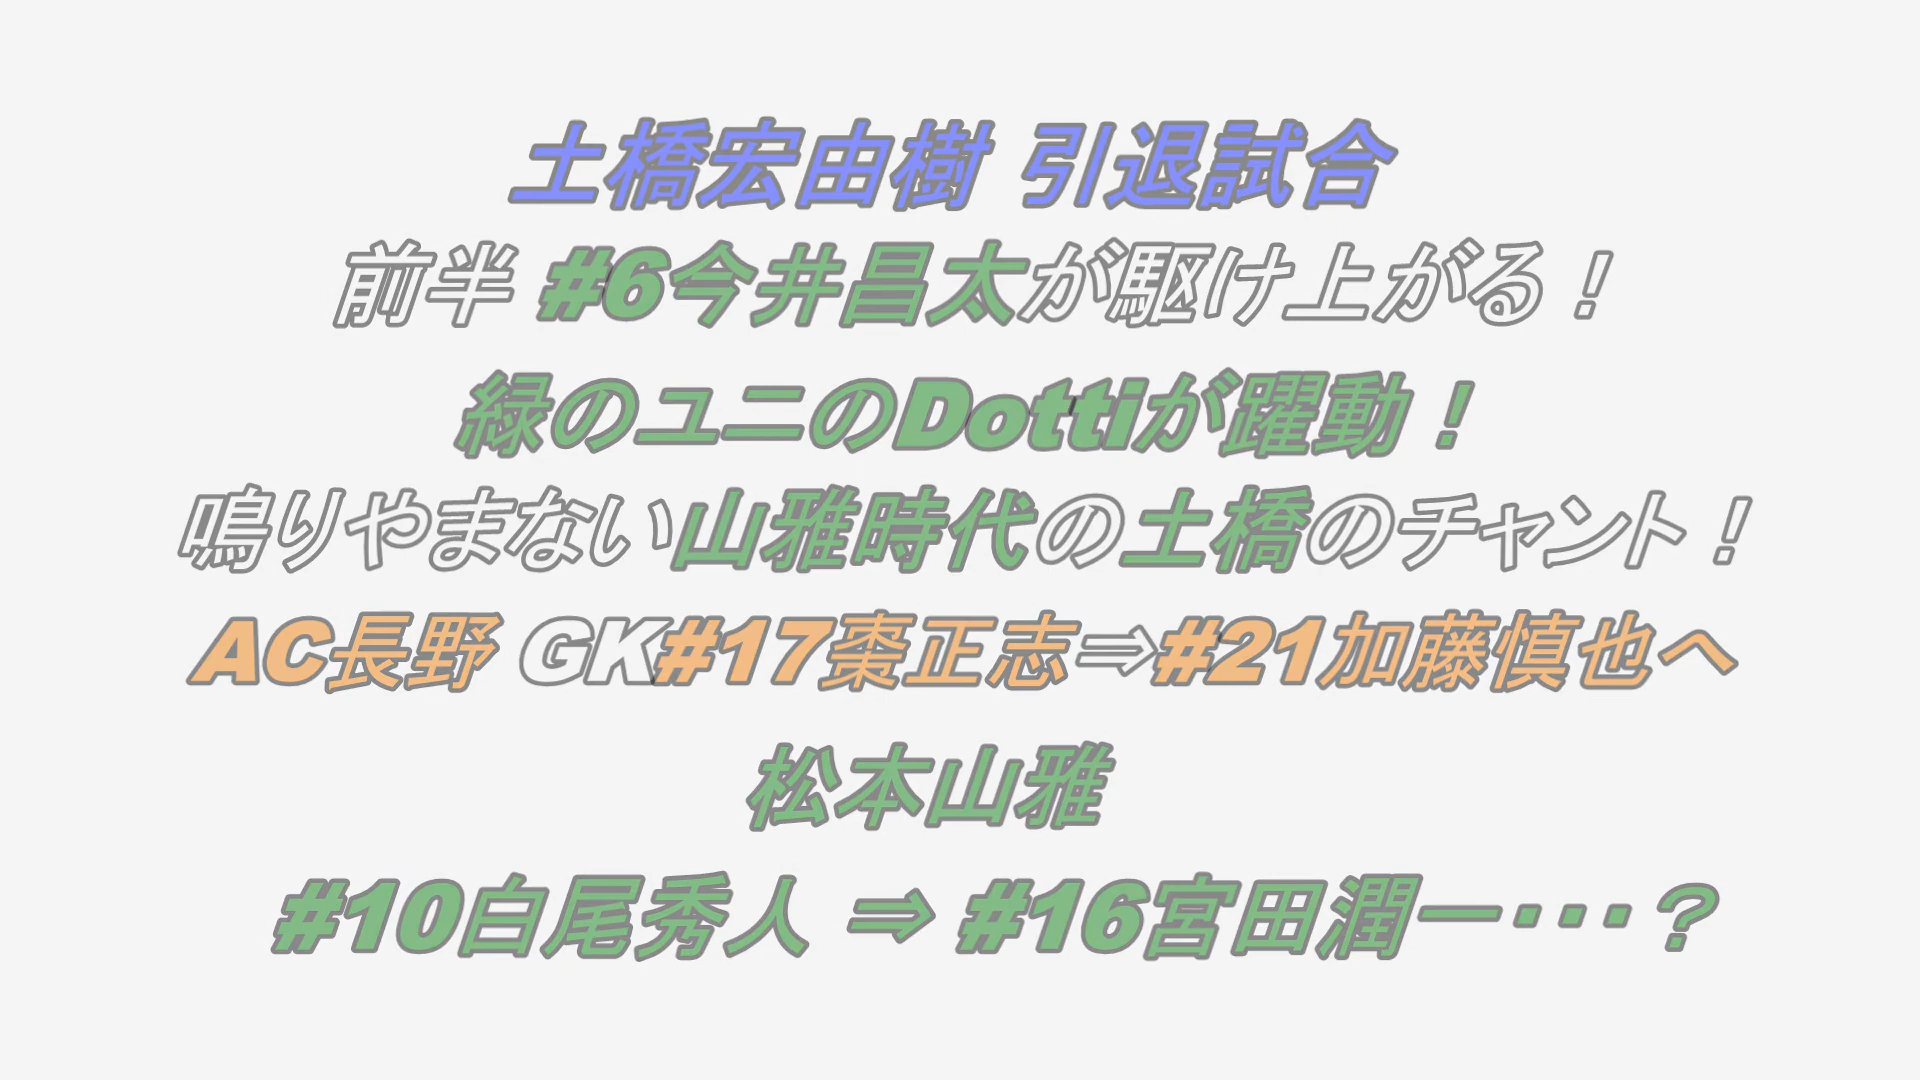 土橋宏由樹 引退試合
前半 #6今井昌太が駆け上がる！
緑のユニのDottiが躍動！
鳴りやまない山雅時代の土橋のチャント！
AC長野 GK#17棗正志⇒#21加藤慎也へ
松本山雅
#10白尾秀人 ⇒ #16宮田潤一・・・？